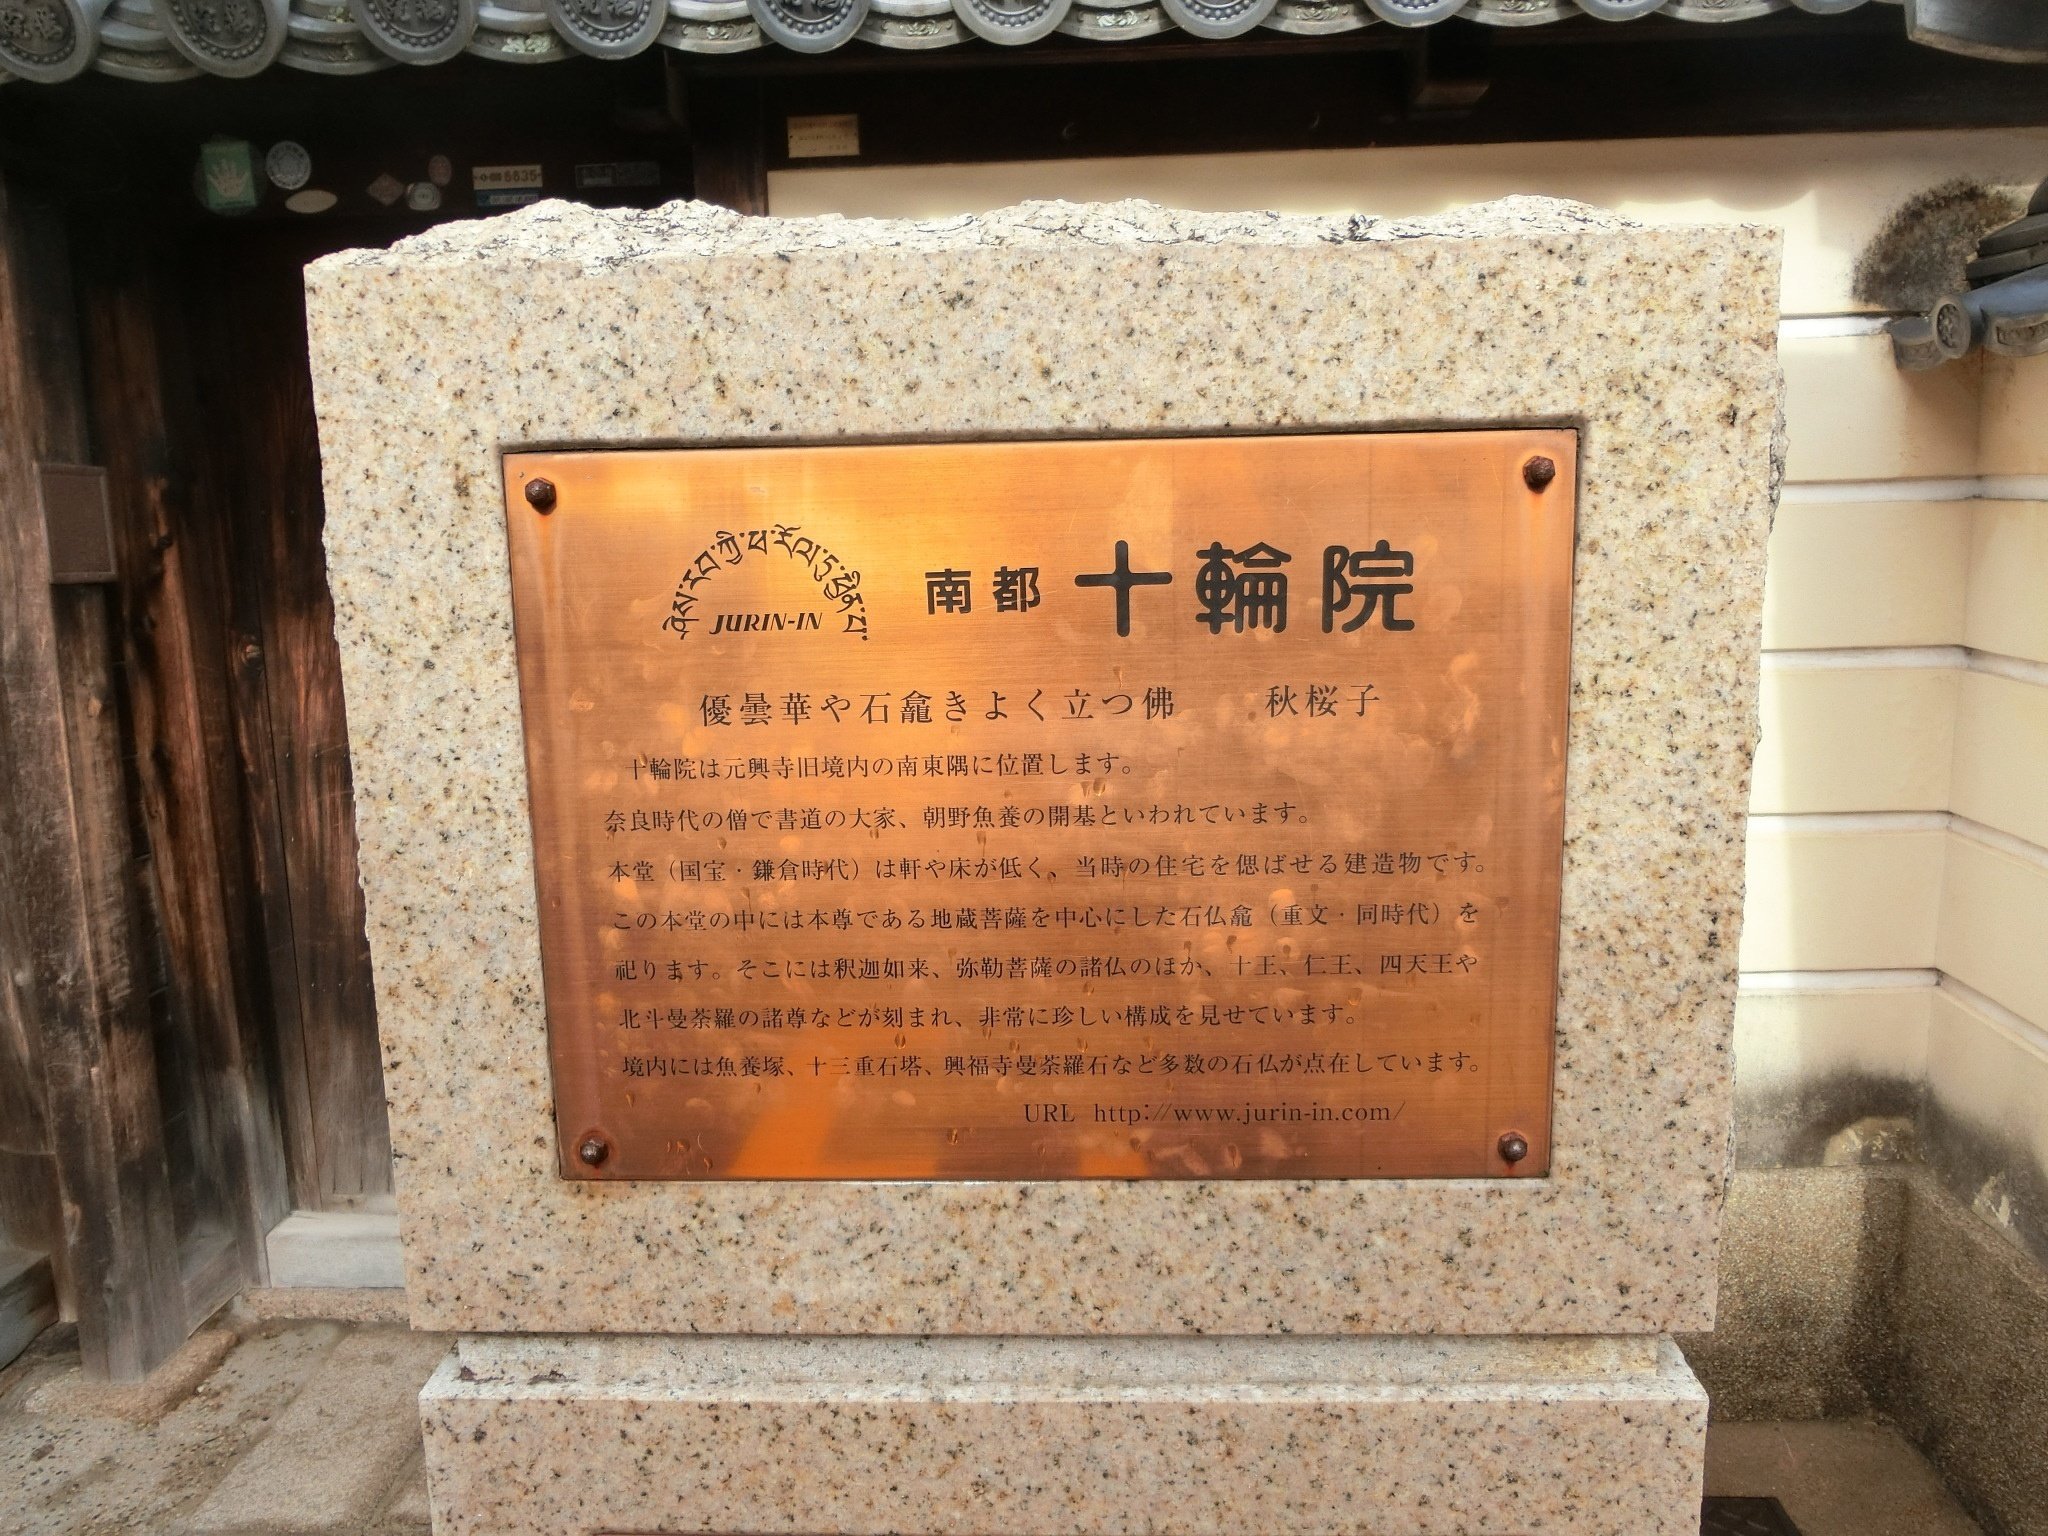 JURIN-IN
南都 十輪院
優曇華や石龕きよく立つ佛 秋桜子
十輪院は元興寺旧境内の南東隅に位置します。
奈良時代の僧で書道の大家、朝野魚養の開基といわれています。
本堂（国宝・鎌倉時代）は軒や床が低く、当時の住宅を偲ばせる建造物です。
この本堂の中には本尊である地蔵菩薩を中心にした石仏龕（重文・同時代）を
祀ります。そこには釈迦如来、弥勒菩薩の諸仏のほか、十王、仁王、四天王や
北斗曼荼羅の諸尊などが刻まれ、非常に珍しい構成を見せています。
境内には魚養塚、十三重石塔、興福寺曼荼羅石など多数の石仏が点在しています。
URL http://www.jurin-in.com/